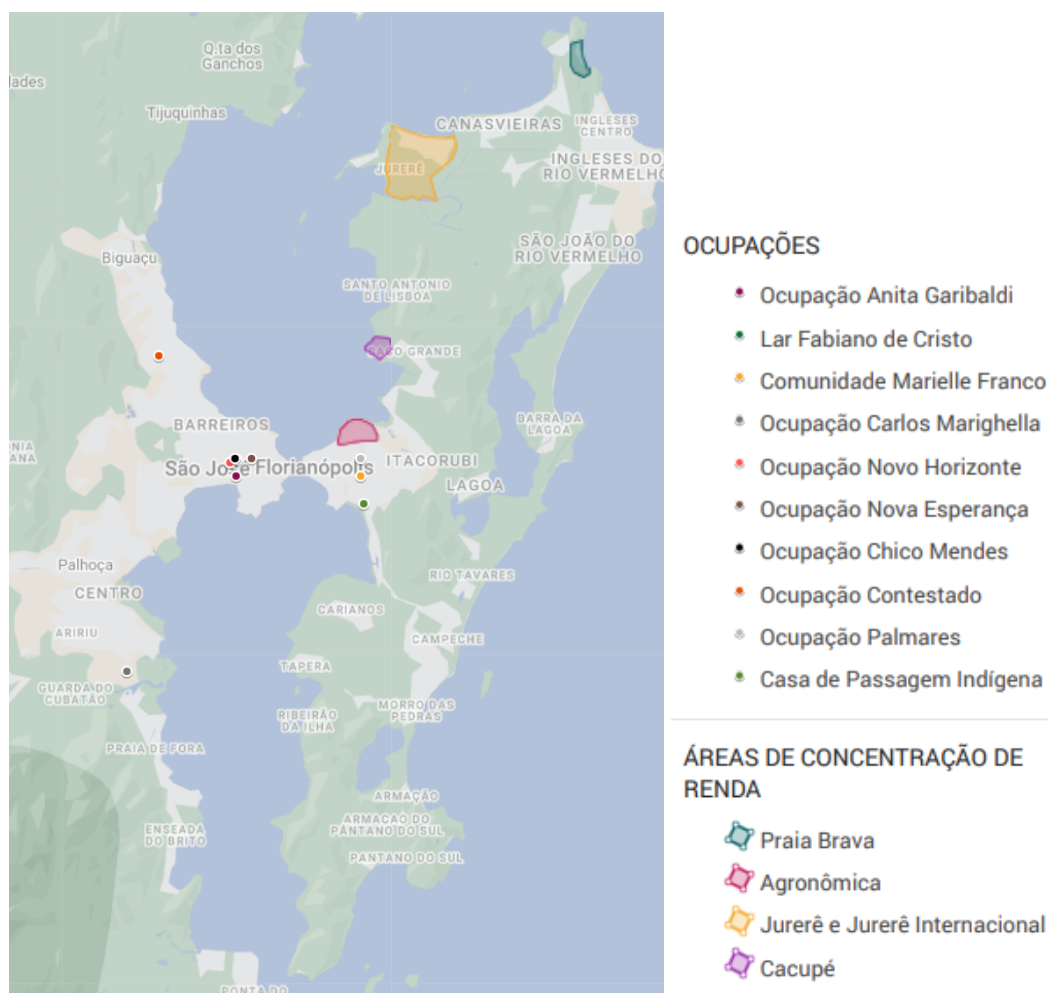 Q.ta dos
Ganchos
lades
Tijuquinhas
CANASVIEIRAS
INGLESES
CENTRO
INGLESES DO
RIO VERMELHO
JURERÊ
SÃO JOÃO DO
RIO VERMELHO
Biguaçu
SANTO ANTONIO
DE LISBOA
SACO GRANDE
BARREIROS
BARRA DA
LAGOA
NIA
ANA
São José
Florianópolis
ITACORUBI
LAGOA
Palhoça
RIO TAVARES
CENTRO
CARIANOS
ARIRIU
CAMPECHE
TAPERA
GUARDA DO
CUBATÃO
MORRO DAS
PEDRAS
RIBEIRÃO
DA ILHA
PRAIA DE FORA
ARMAÇÃO
ARMACAO DO
PÂNTANO DO SUL
ENSEADA
DO BRITO
PANTANO DO SUL
PONTA DO
OCUPAÇÕES
Ocupação Anita Garibaldi
Lar Fabiano de Cristo
Comunidade Marielle Franco
Ocupação Carlos Marighella
Ocupação Novo Horizonte
Ocupação Nova Esperança
Ocupação Chico Mendes
Ocupação Contestado
Ocupação Palmares
Casa de Passagem Indígena
ÁREAS DE CONCENTRAÇÃO DE
RENDA
Praia Brava
Agronômica
Jurerê e Jurerê Internacional
Cacupé